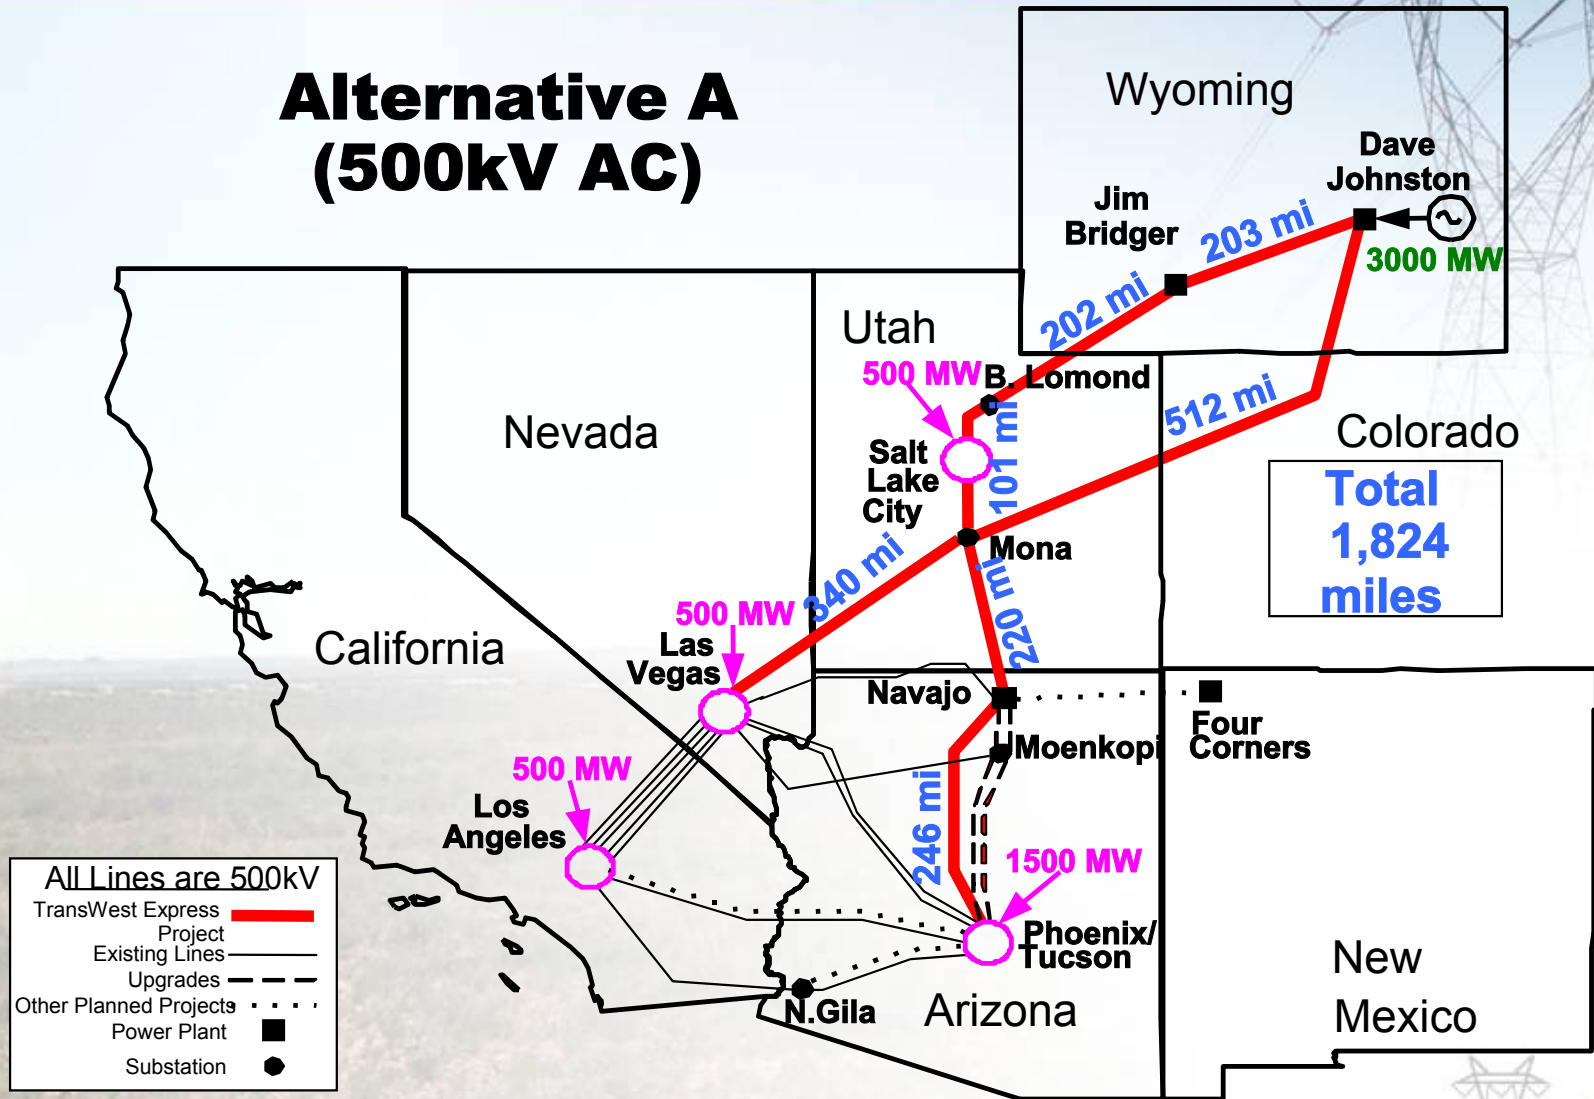 Alternative A
(500kV AC)
Wyoming
Dave
Johnston
Jim
Bridger
203 mi
3000 MW
202 mi
Utah
500 MW
B. Lomond
512 mi
Nevada
Colorado
101 mi
Salt
Lake
City
Total
1,824
miles
Mona
340 mi
220 mi
500 MW
California
Las
Vegas
Navajo
Four
Corners
Moenkopi
500 MW
Los
Angeles
246 mi
1500 MW
Phoenix/
Tucson
New
Mexico
N.Gila
Arizona
All Lines are 500kV
TransWest Express
Project
Existing Lines
Upgrades
Other Planned Projects
Power Plant
Substation